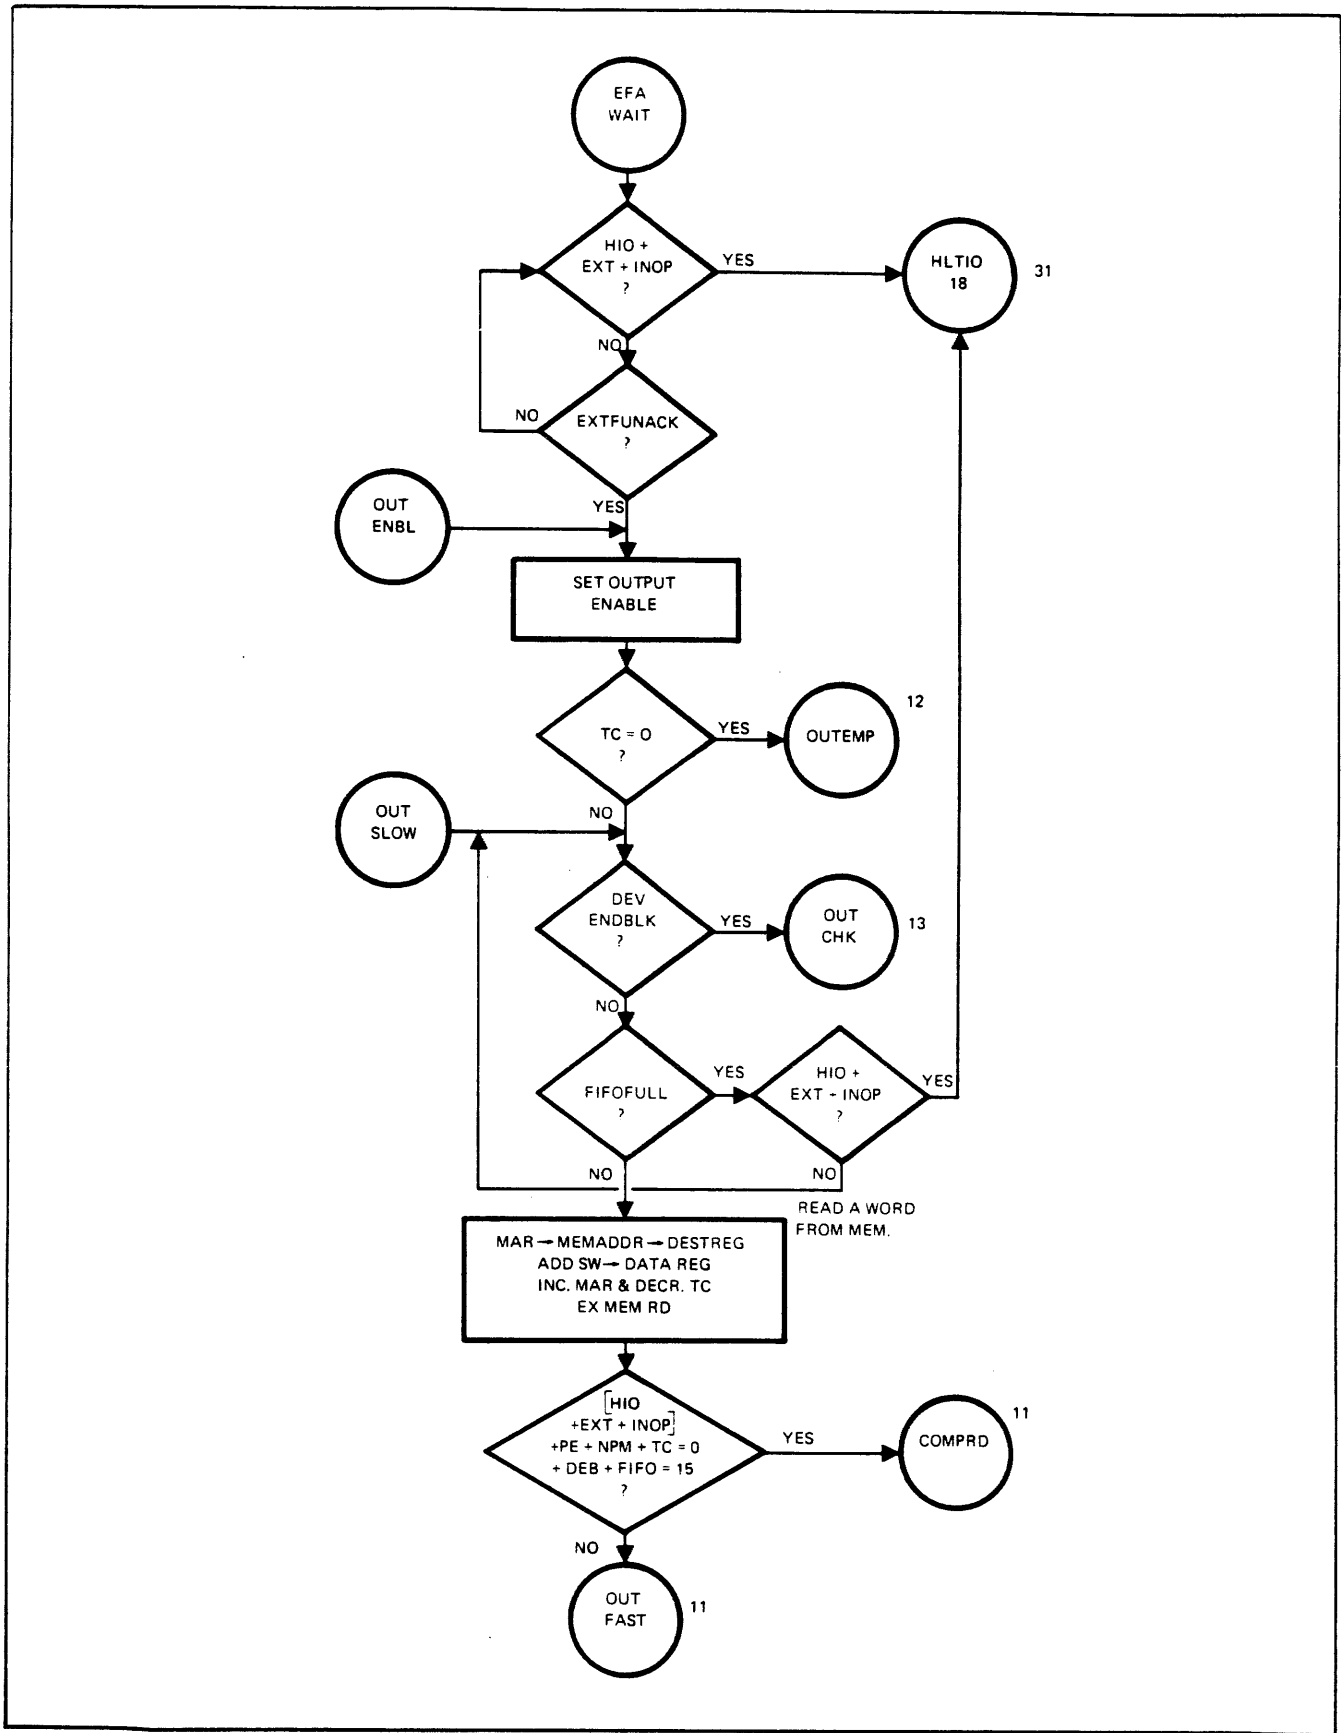 EFA
WAIT
HIO +
EXT + INOP
?
YES
HLTIO
18
31
NO
EXTFUNACK
?
NO
YES
OUT
ENBL
SET OUTPUT
ENABLE
TC = 0
?
YES
OUTEMP
12
NO
OUT
SLOW
DEV
ENDBLK
?
YES
OUT
CHK
13
NO
FIFOFULL
?
YES
HIO +
EXT + INOP
?
YES
NO
NO
READ A WORD
FROM MEM.
MAR→MEMADDR→DESTREG
ADD SW→DATA REG
INC. MAR & DECR. TC
EX MEM RD
[HIO
+EXT + INOP]
+PE + NPM + TC = 0
+ DEB + FIFO = 15
?
YES
COMPRD
11
NO
OUT
FAST
11